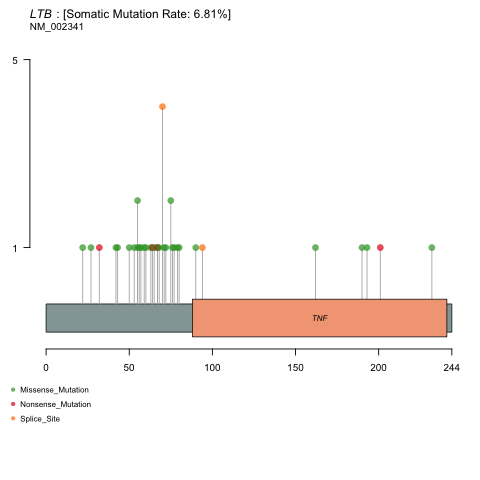 LTB : [Somatic Mutation Rate: 6.81%]
NM_002341
5
1
TNF
0 50 100 150 200 244
Missense_Mutation
Nonsense_Mutation
Splice_Site